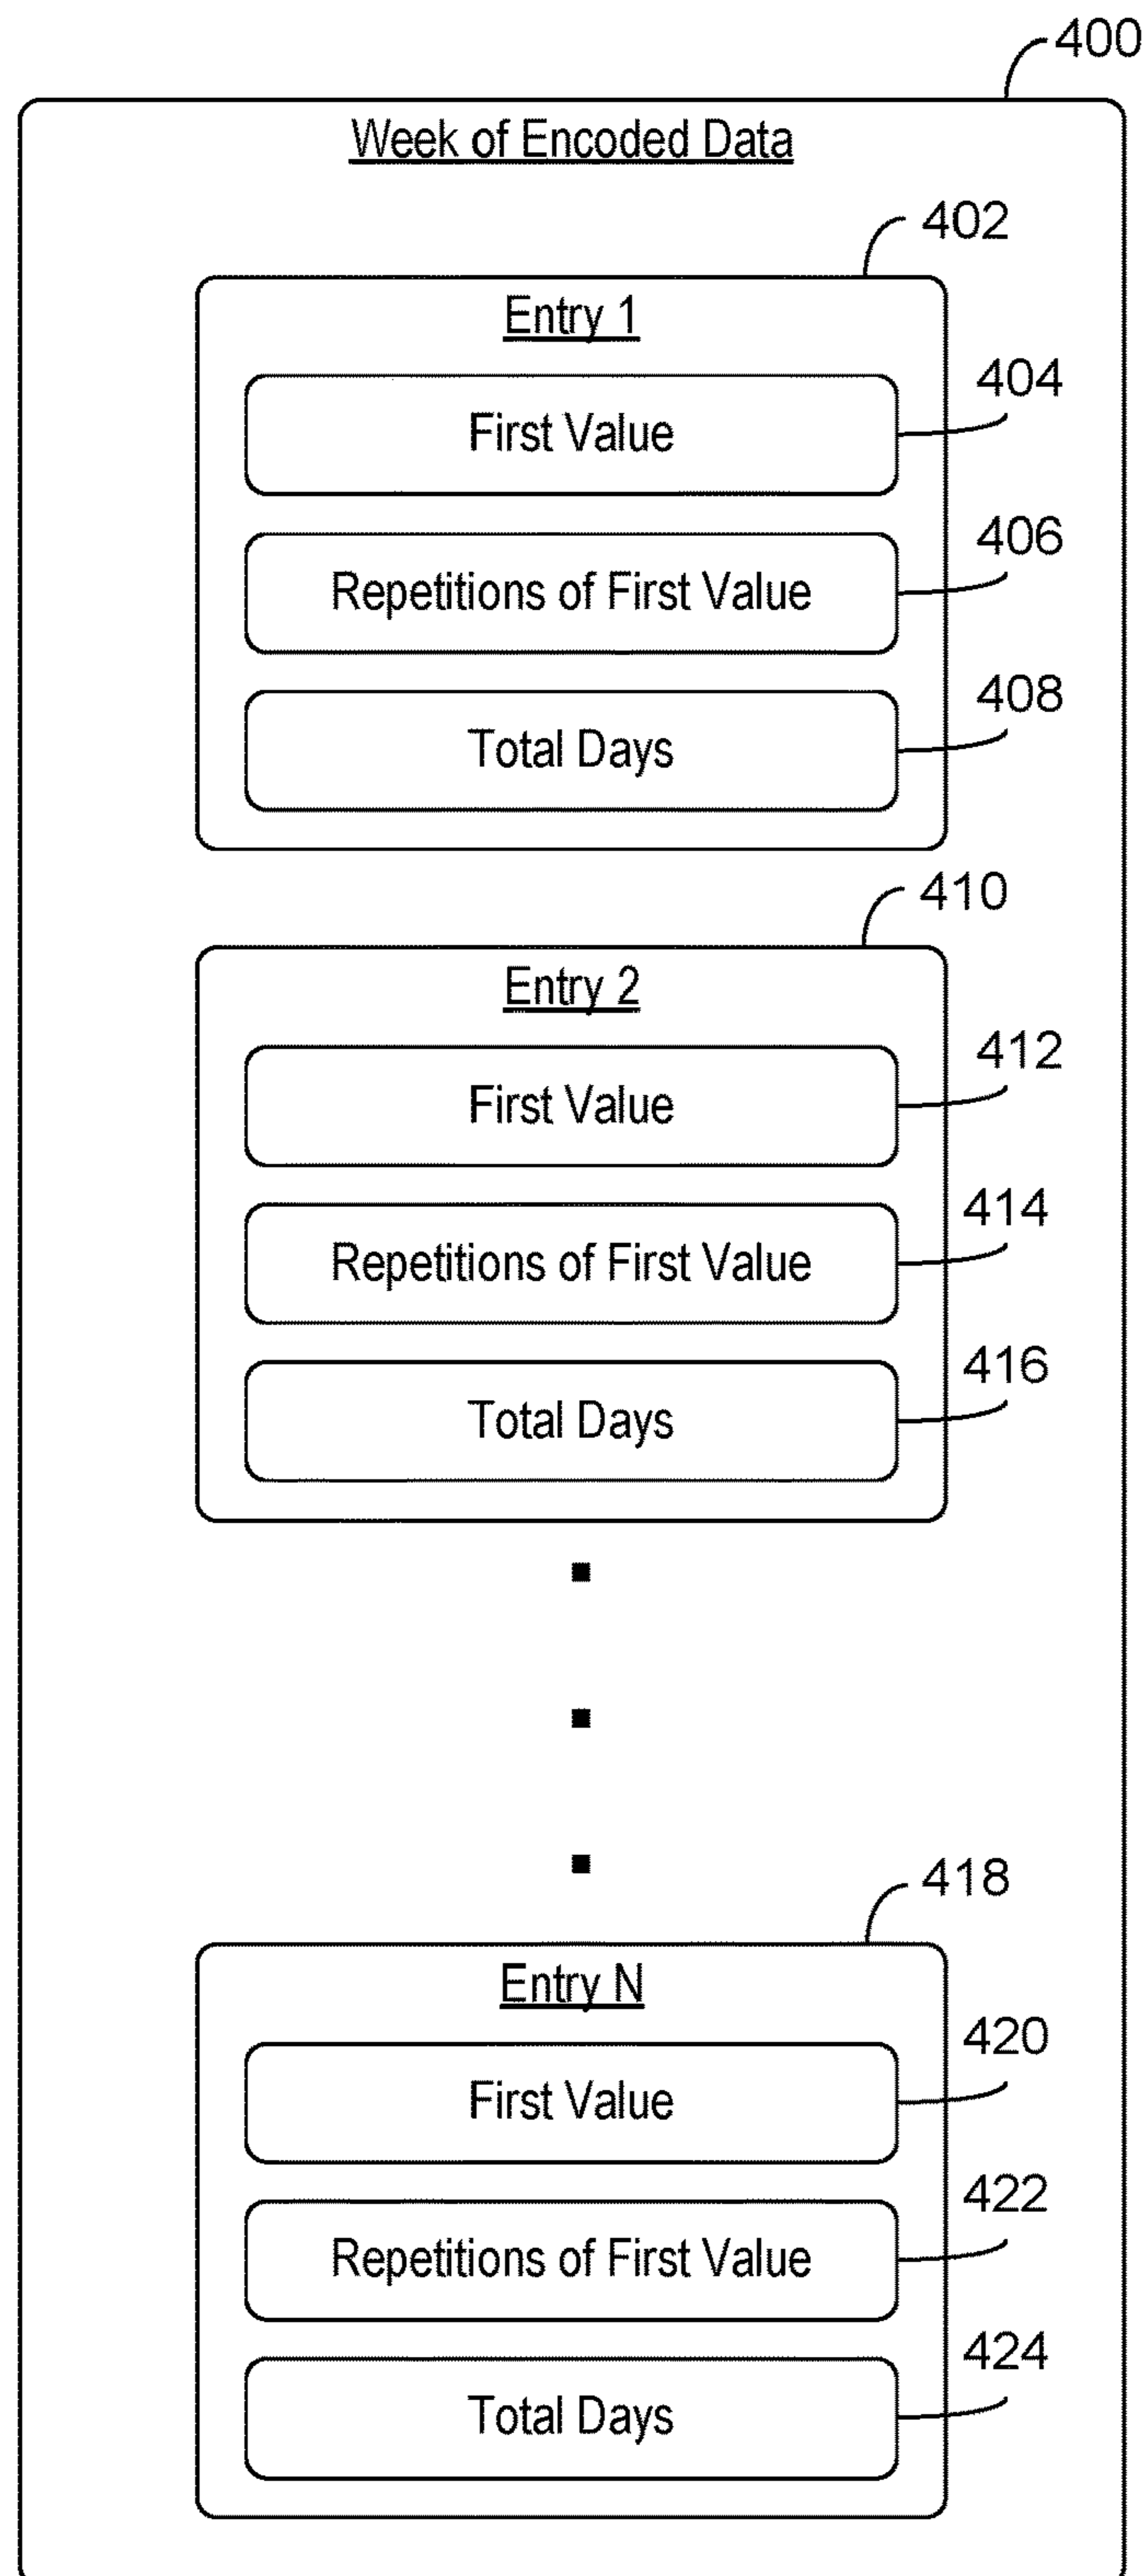 400
Week of Encoded Data
402
Entry 1
404
First Value
406
Repetitions of First Value
408
Total Days
410
Entry 2
412
First Value
414
Repetitions of First Value
416
Total Days
418
Entry N
420
First Value
422
Repetitions of First Value
424
Total Days